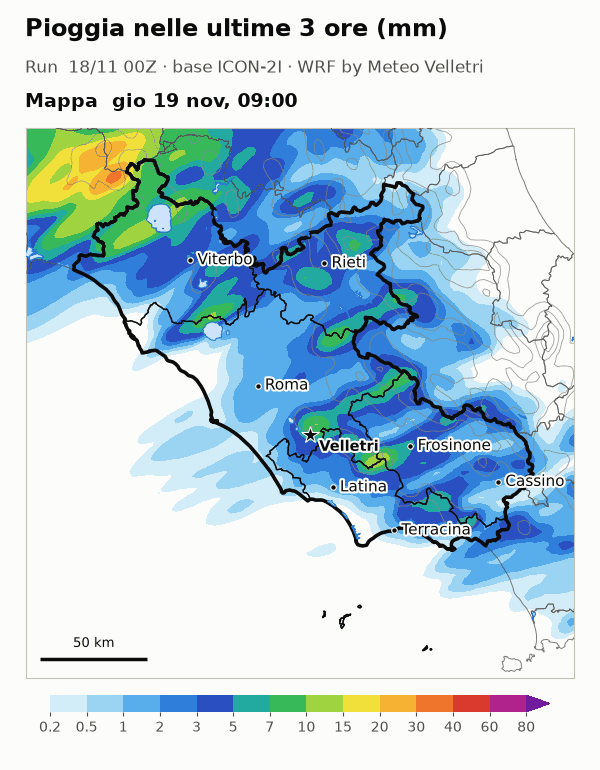 Pioggia nelle ultime 3 ore (mm)
Run 18/11 00Z · base ICON-2I · WRF by Meteo Velletri
Mappa gio 19 nov, 09:00
Viterbo
Rieti
Roma
Velletri
Frosinone
Latina
Cassino
Terracina
50 km
0.2 0.5 1 2 3 5 7 10 15 20 30 40 60 80